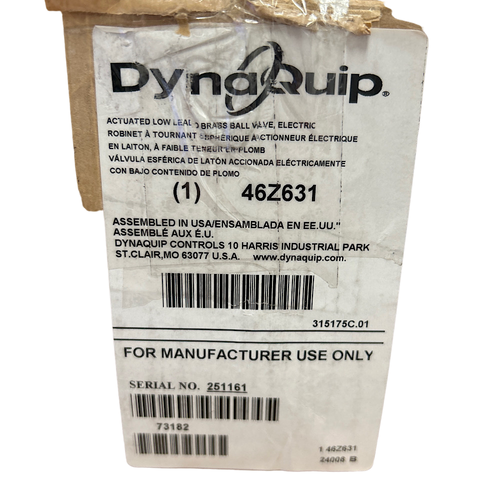 DynaQuip®
ACTUATED LOW LEAD BRASS BALL VALVE, ELECTRIC
ROBINET À TOURNANT SPHÉRIQUE À ACTIONNEUR ÉLECTRIQUE
EN LAITON, À FAIBLE TENEUR EN PLOMB
VÁLVULA ESFÉRICA DE LATÓN ACCIONADA ELÉCTRICAMENTE
CON BAJO CONTENIDO DE PLOMO
(1) 46Z631
ASSEMBLED IN USA/ENSAMBLADA EN EE.UU."
ASSEMBLÉ AUX É.U.
DYNAQUIP CONTROLS 10 HARRIS INDUSTRIAL PARK
ST.CLAIR,MO 63077 U.S.A. www.dynaquip.com.
315175C.01
FOR MANUFACTURER USE ONLY
SERIAL NO. 251161
73182
1 46Z631